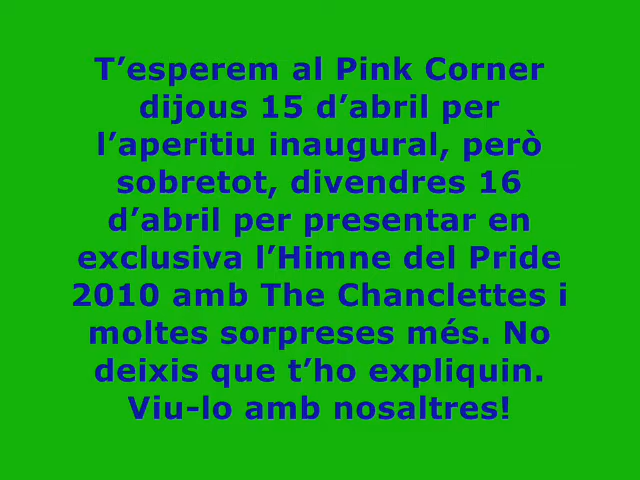 T’esperem al Pink Corner
dijous 15 d’abril per
l’aperitiu inaugural, però
sobretot, divendres 16
d’abril per presentar en
exclusiva l’Himne del Pride
2010 amb The Chanclettes i
moltes sorpreses més. No
deixis que t’ho expliquin.
Viu-lo amb nosaltres!